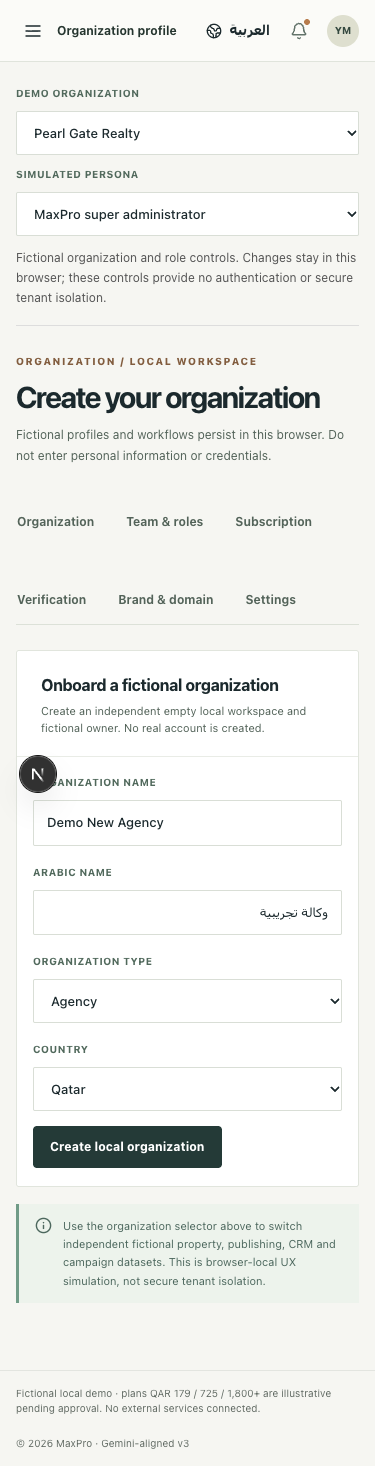 Organization profile العربية YM
DEMO ORGANIZATION
Pearl Gate Realty
SIMULATED PERSONA
MaxPro super administrator
Fictional organization and role controls. Changes stay in this
browser; these controls provide no authentication or secure
tenant isolation.
ORGANIZATION / LOCAL WORKSPACE
Create your organization
Fictional profiles and workflows persist in this browser. Do
not enter personal information or credentials.
Organization Team & roles Subscription
Verification Brand & domain Settings
Onboard a fictional organization
Create an independent empty local workspace and
fictional owner. No real account is created.
N
GANIZATION NAME
Demo New Agency
ARABIC NAME
وكالة تجريبية
ORGANIZATION TYPE
Agency
COUNTRY
Qatar
Create local organization
Use the organization selector above to switch
independent fictional property, publishing, CRM and
campaign datasets. This is browser-local UX
simulation, not secure tenant isolation.
Fictional local demo · plans QAR 179 / 725 / 1,800+ are illustrative
pending approval. No external services connected.
© 2026 MaxPro · Gemini-aligned v3